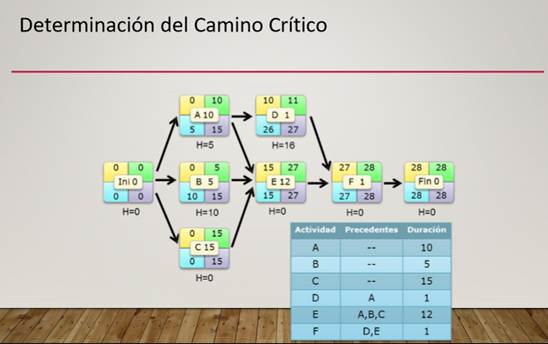 Determinación del Camino Crítico
0 10
A 10
5 15
H=5
10 11
D 1
26 27
H=16
0 0
Ini 0
0 0
H=0
0 5
B 5
10 15
H=10
15 27
E 12
15 27
H=0
27 28
F 1
27 28
H=0
28 28
Fin 0
28 28
H=0
0 15
C 15
0 15
H=0
Actividad Precedentes Duración
A -- 10
B -- 5
C -- 15
D A 1
E A,B,C 12
F D,E 1